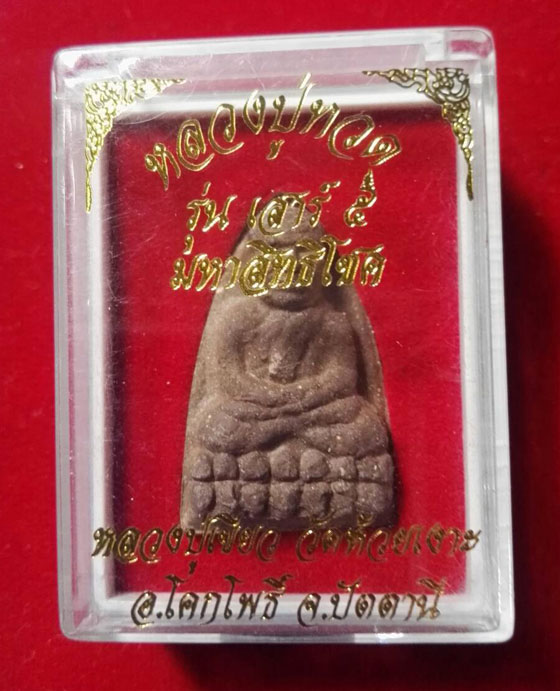 หลวงปู่ทวด
รุ่น เสาร์ ๕
มหาสิทธิโชค
หลวงปู่เขียว วัดห้วยเงาะ
อ.โคกโพธิ์ จ.ปัตตานี